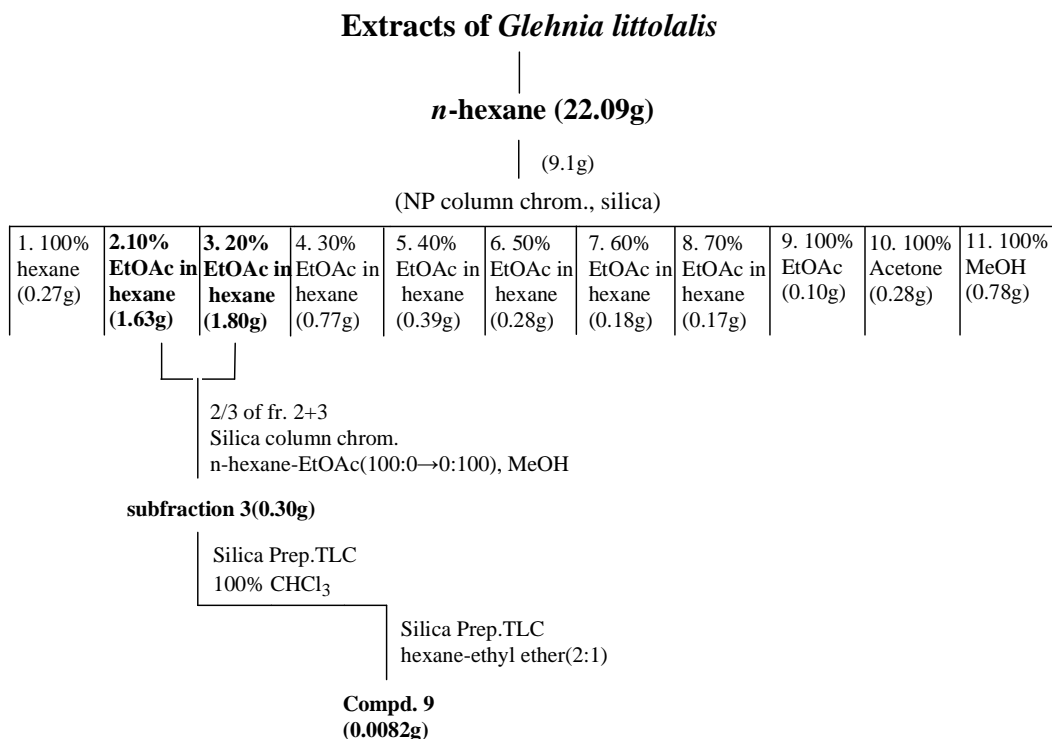 Extracts of Glehnia littolalis
n-hexane (22.09g)
(9.1g)
(NP column chrom., silica)
1. 100%
hexane
(0.27g)
2.10%
EtOAc in
hexane
(1.63g)
3. 20%
EtOAc in
hexane
(1.80g)
4. 30%
EtOAc in
hexane
(0.77g)
5. 40%
EtOAc in
hexane
(0.39g)
6. 50%
EtOAc in
hexane
(0.28g)
7. 60%
EtOAc in
hexane
(0.18g)
8. 70%
EtOAc in
hexane
(0.17g)
9. 100%
EtOAc
(0.10g)
10. 100%
Acetone
(0.28g)
11. 100%
MeOH
(0.78g)
2/3 of fr. 2+3
Silica column chrom.
n-hexane-EtOAc(100:0→0:100), MeOH
subfraction 3(0.30g)
Silica Prep.TLC
100% CHCl3
Silica Prep.TLC
hexane-ethyl ether(2:1)
Compd. 9
(0.0082g)